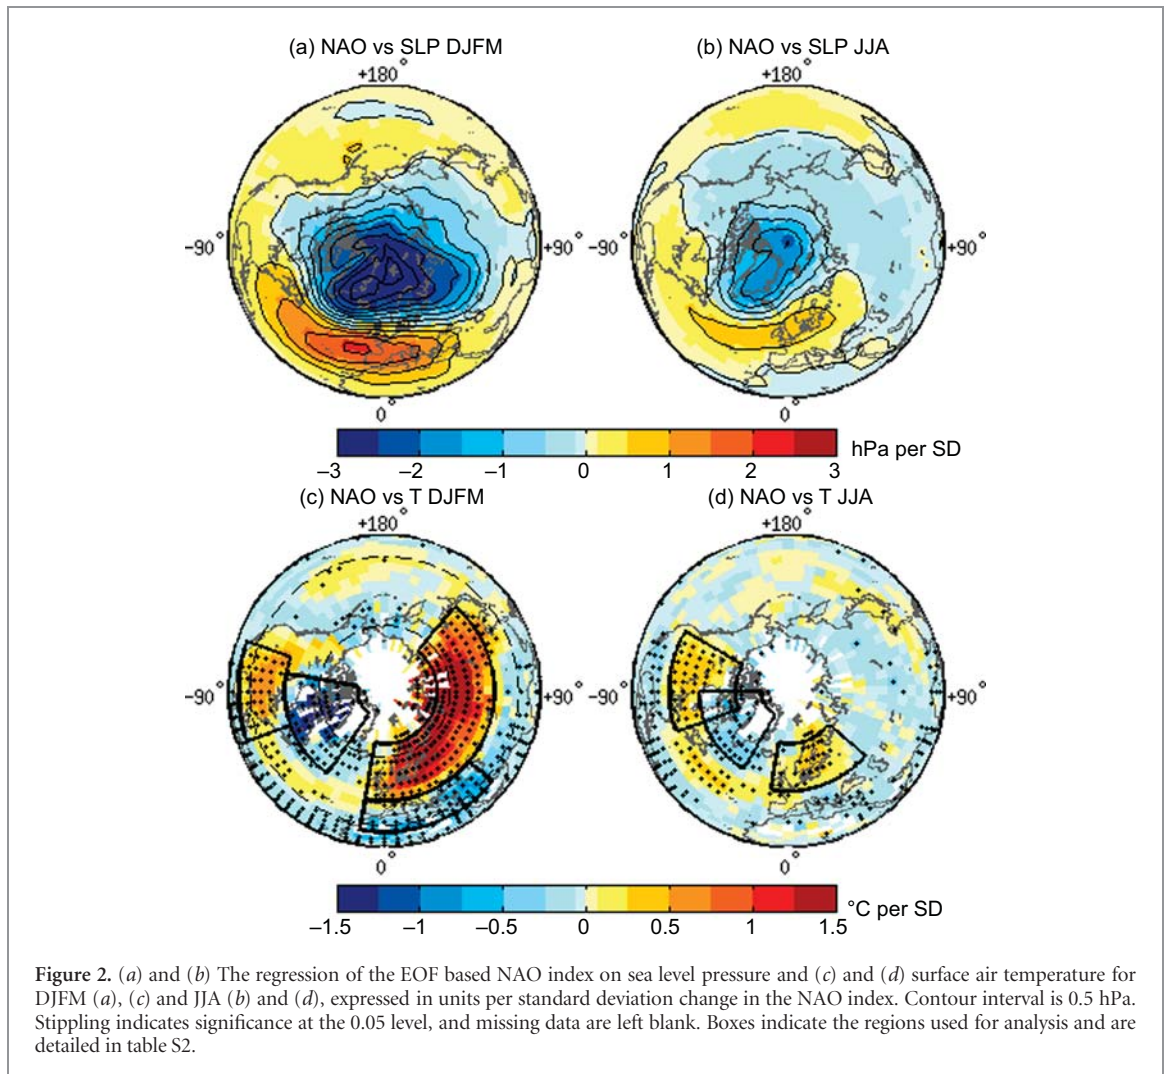 (a) NAO vs SLP DJFM
(b) NAO vs SLP JJA
+180°
+180°
−90°
+90°
−90°
+90°
0°
0°
hPa per SD
−3 −2 −1 0 1 2 3
(c) NAO vs T DJFM
(d) NAO vs T JJA
+180°
+180°
−90°
+90°
−90°
+90°
0°
0°
°C per SD
−1.5 −1 −0.5 0 0.5 1 1.5
Figure 2. (a) and (b) The regression of the EOF based NAO index on sea level pressure and (c) and (d) surface air temperature for
DJFM (a), (c) and JJA (b) and (d), expressed in units per standard deviation change in the NAO index. Contour interval is 0.5 hPa.
Stippling indicates significance at the 0.05 level, and missing data are left blank. Boxes indicate the regions used for analysis and are
detailed in table S2.